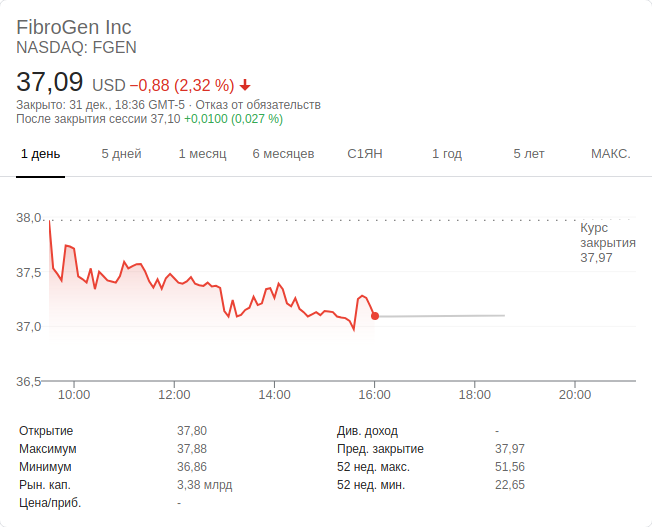 FibroGen Inc
NASDAQ: FGEN
37,09 USD −0,88 (2,32 %)
Закрыто: 31 дек., 18:36 GMT-5 · Отказ от обязательств
После закрытия сессии 37,10 +0,0100 (0,027 %)
1 день 5 дней 1 месяц 6 месяцев С1ЯН 1 год 5 лет МАКС.
38,0
Курс
закрытия
37,97
37,5
37,0
36,5
10:00 12:00 14:00 16:00 18:00 20:00
Открытие 37,80 Див. доход -
Максимум 37,88 Пред. закрытие 37,97
Минимум 36,86 52 нед. макс. 51,56
Рын. кап. 3,38 млрд 52 нед. мин. 22,65
Цена/приб. -